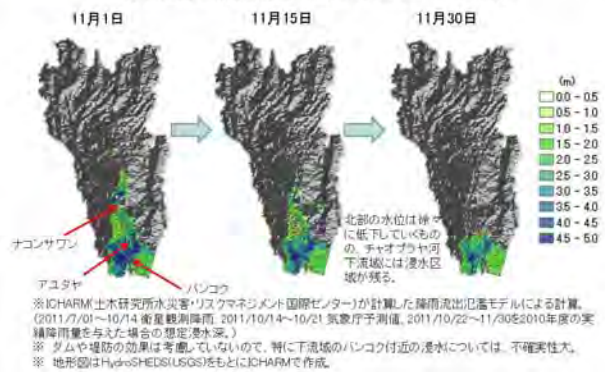 11月1日
11月15日
11月30日
(m)
0.0 - 0.5
0.5 - 1.0
1.0 - 1.5
1.5 - 2.0
2.0 - 2.5
2.5 - 3.0
3.0 - 3.5
3.5 - 4.0
4.0 - 4.5
4.5 - 5.0
ナコンサワン
アユタヤ
バンコク
北部の水位は徐々
に低下していくもの
の、チャオプラヤ河
下流域には浸水区
域が残る。
※ICHARM(土木研究所水災害・リスクマネジメント国際センター)が計算した降雨流出氾濫モデルによる計算。
(2011/7/01～10/14 衛星観測降雨、2011/10/14～10/21 気象庁予測値、2011/10/22～11/30を2010年度の実
績降雨量を与えた場合の想定浸水深。)
※ ダムや堤防の効果は考慮していないので、特に下流域のバンコク付近の浸水については、不確実性大。
※ 地形図はHydroSHEDS(USGS)をもとにICHARMで作成。